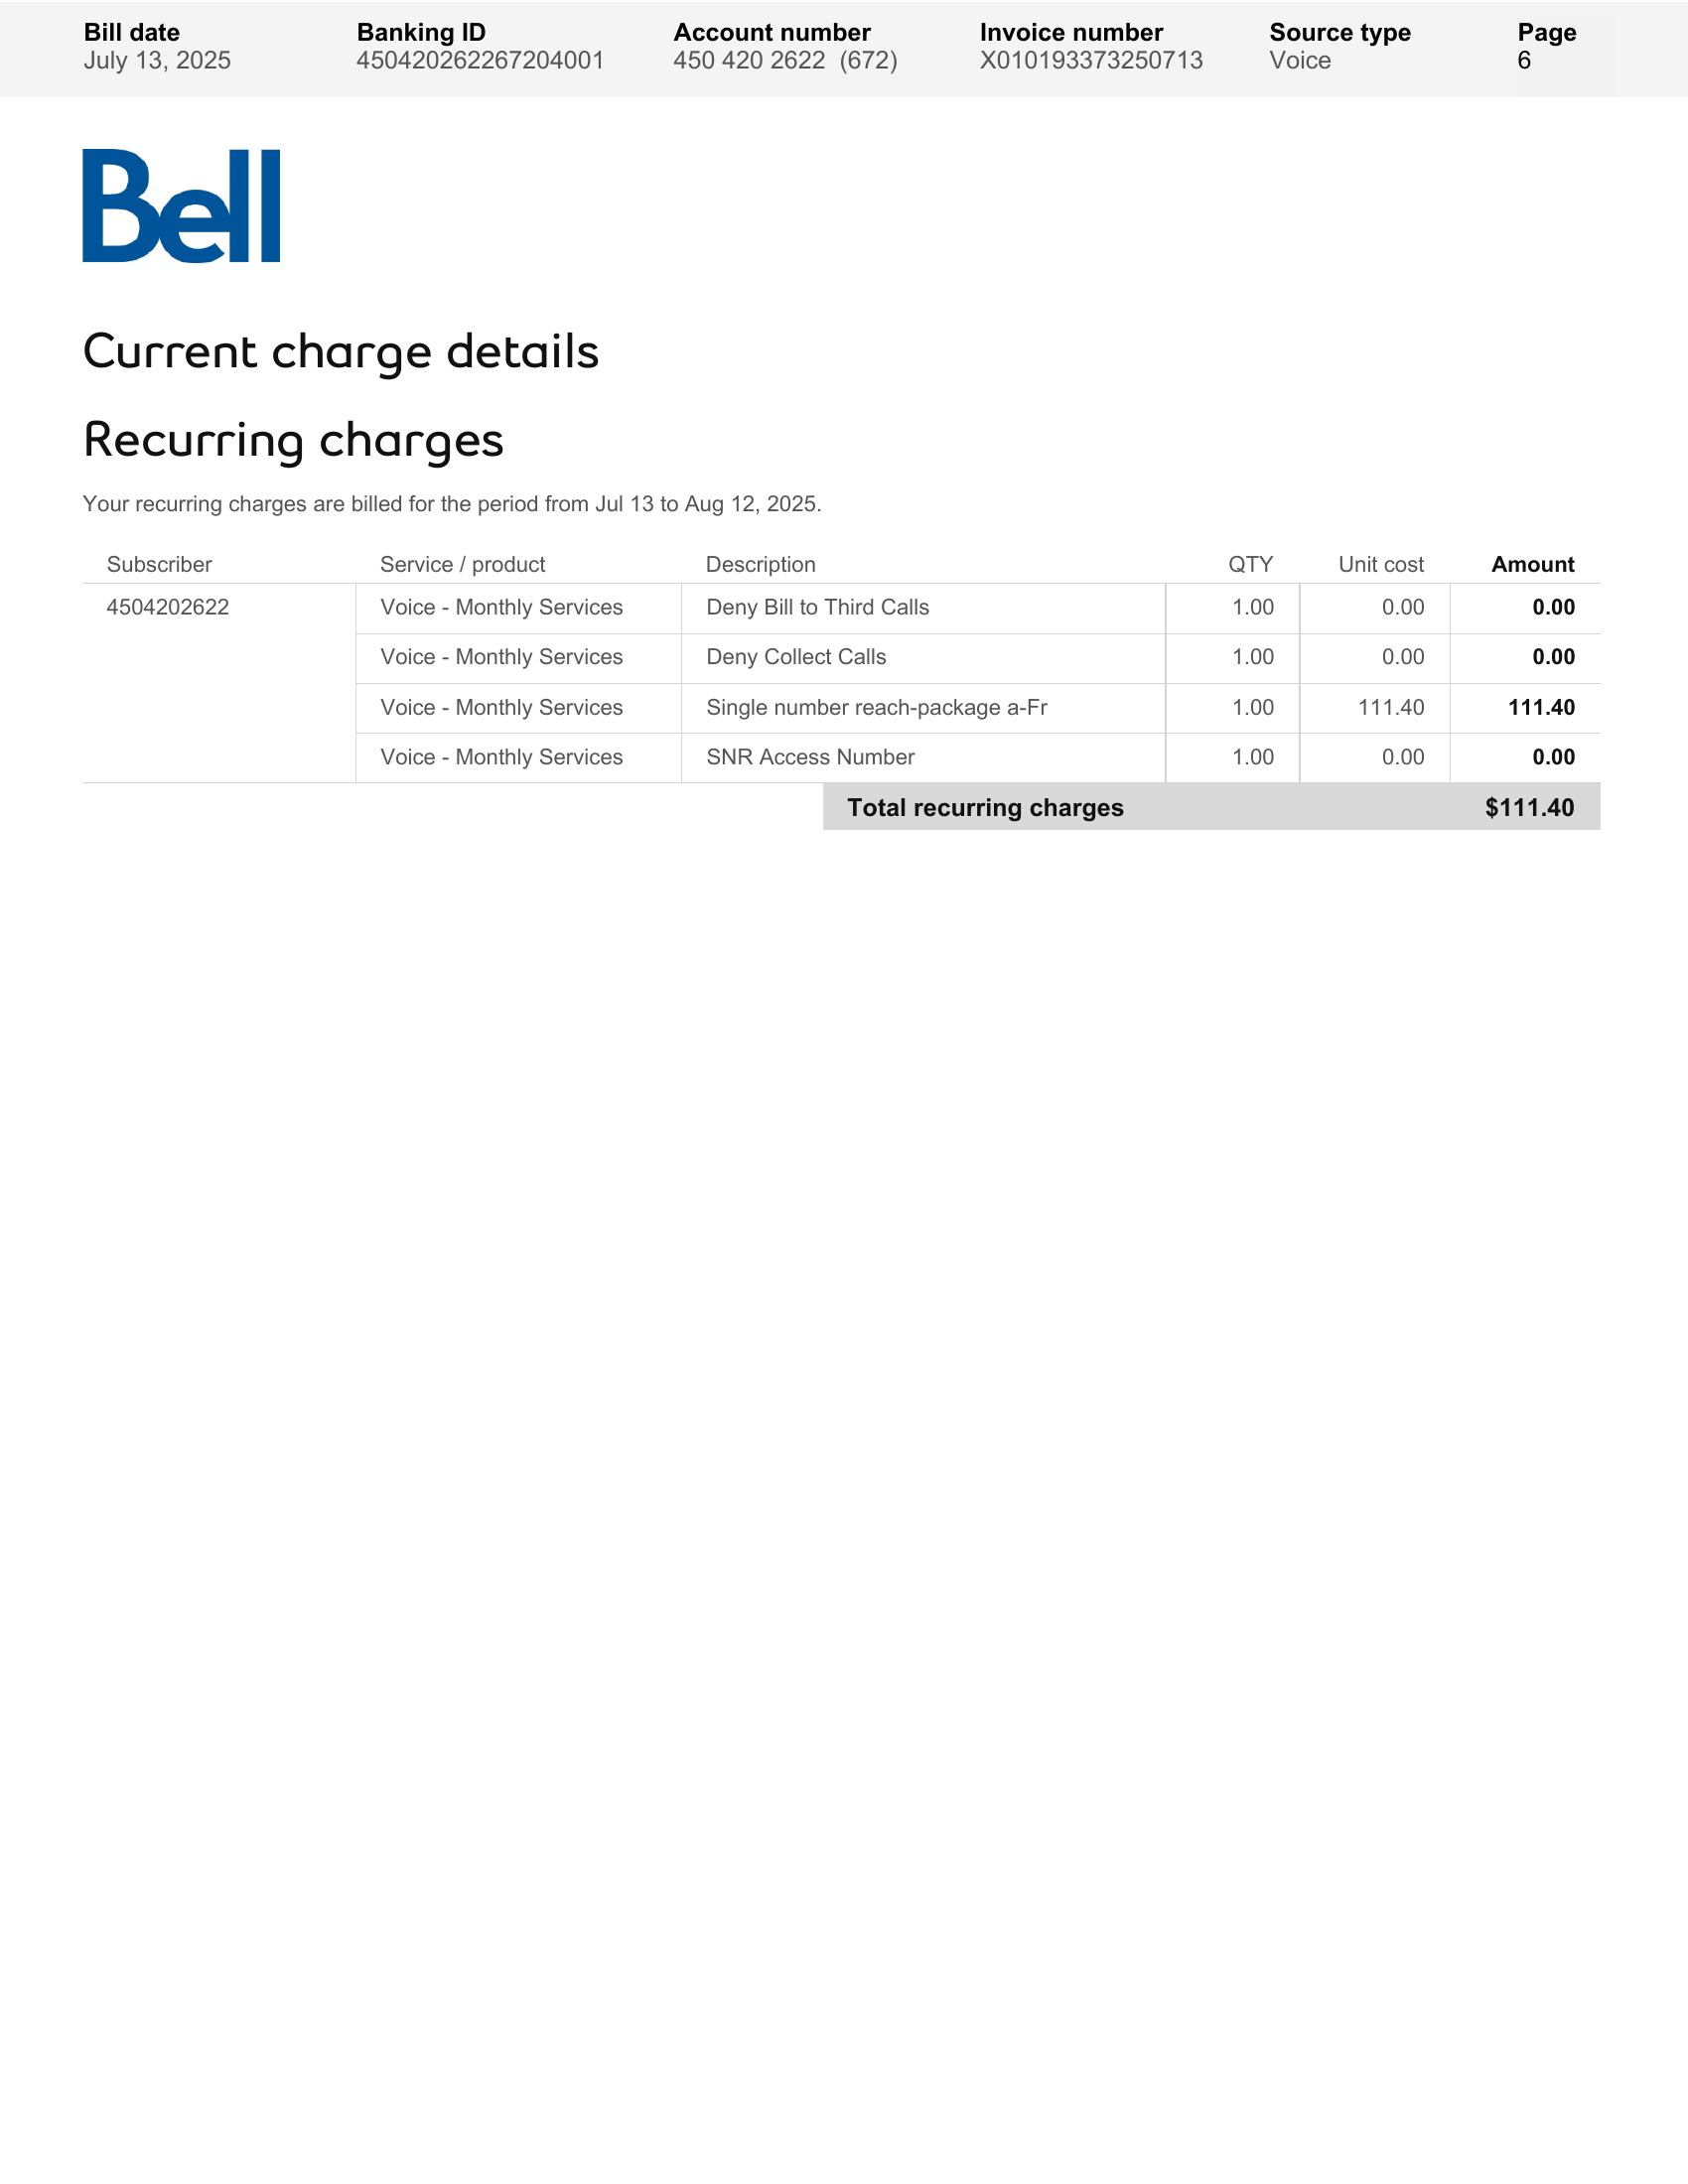 Bill date Banking ID Account number Invoice number Source type Page
July 13, 2025 450420262267204001 450 420 2622 (672) X010193373250713 Voice 6
Bell
Current charge details
Recurring charges
Your recurring charges are billed for the period from Jul 13 to Aug 12, 2025.
Subscriber Service / product Description QTY Unit cost Amount
4504202622 Voice - Monthly Services Deny Bill to Third Calls 1.00 0.00 0.00
Voice - Monthly Services Deny Collect Calls 1.00 0.00 0.00
Voice - Monthly Services Single number reach-package a-Fr 1.00 111.40 111.40
Voice - Monthly Services SNR Access Number 1.00 0.00 0.00
Total recurring charges $111.40